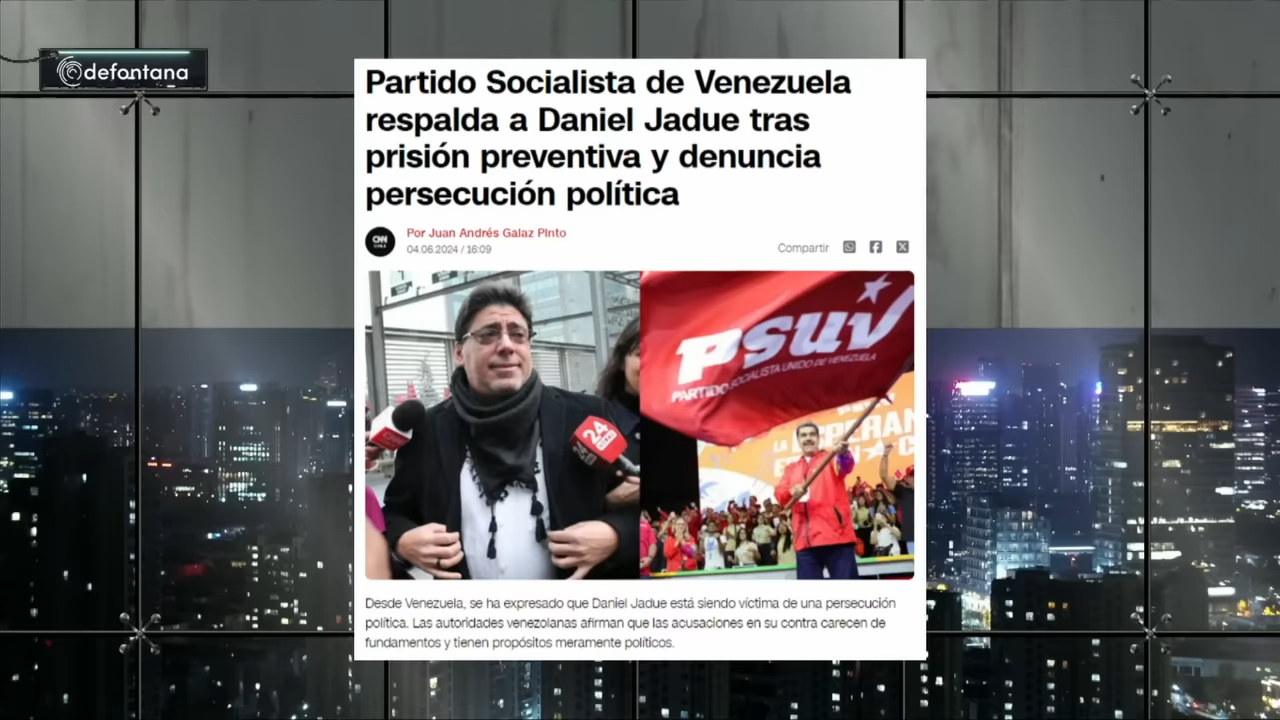 defontana
Partido Socialista de Venezuela
respalda a Daniel Jadue tras
prisión preventiva y denuncia
persecución política
CNN
CHILE
Por Juan Andrés Galaz Pinto
04.06.2024 / 16:09
Compartir
24
PSUV
PARTIDO SOCIALISTA UNIDO DE VENEZUELA
LA ESPERAN
Desde Venezuela, se ha expresado que Daniel Jadue está siendo víctima de una persecución
política. Las autoridades venezolanas afirman que las acusaciones en su contra carecen de
fundamentos y tienen propósitos meramente políticos.